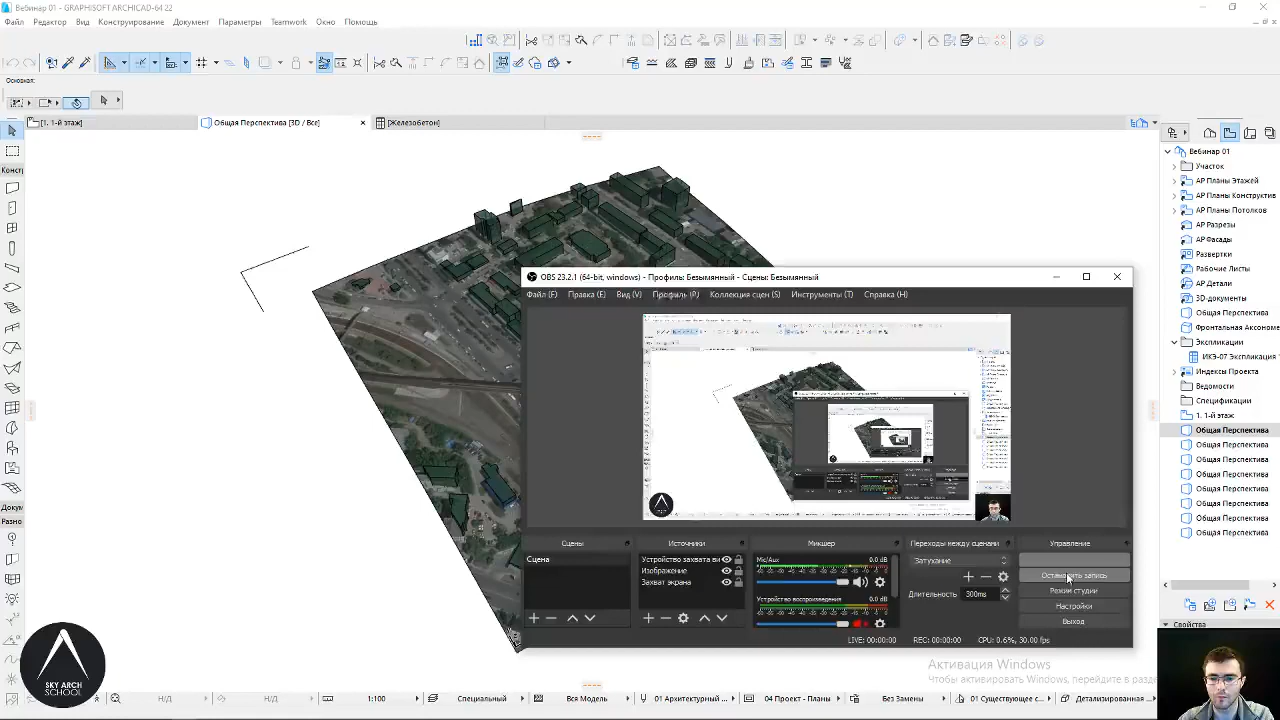 Вебинар 01 - GRAPHISOFT ARCHICAD-64 22
Файл Редактор Вид Конструирование Документ Параметры Teamwork Окно Помощь
Основная:
[1. 1-й этаж]
Общая Перспектива [3D / Все]
[Железобетон]
Констр
Вебинар 01
Участок
АР Планы Этажей
АР Планы Конструктив
АР Планы Потолков
АР Разрезы
АР Фасады
Развертки
Рабочие Листы
АР Детали
3D-документы
Общая Перспектива
Фронтальная Аксономе
Экспликации
ИКЭ-07 Экспликация
Индексы Проекта
Ведомости
Спецификации
1. 1-й этаж
Общая Перспектива
Общая Перспектива
Общая Перспектива
Общая Перспектива
Общая Перспектива
Общая Перспектива
Общая Перспектива
Общая Перспектива
Свойства
OBS 23.2.1 (64-bit, windows) - Профиль: Безымянный - Сцены: Безымянный
Файл (F) Правка (E) Вид (V) Профиль (P) Коллекция сцен (S) Инструменты (T) Справка (H)
Сцены
Сцена
Источники
Устройство захвата ви
Изображение
Захват экрана
Микшер
Mic/Aux 0.0 dB
Устройство воспроизведения 0.0 dB
Переходы между сценами
Затухание
Длительность 300ms
Управление
Остановить запись
Режим студии
Настройки
Выход
LIVE: 00:00:00 REC: 00:00:00 CPU: 0.6%, 30.00 fps
Докум
Разно
SKY ARCH
SCHOOL
Активация Windows
Чтобы активировать Windows, перейдите в разде
Н/Д Н/Д 1:100 Специальный Вся Модель 01 Архитектурный ... 04 Проект - Планы Без Замены 01 Существующее с... Детализированная ...